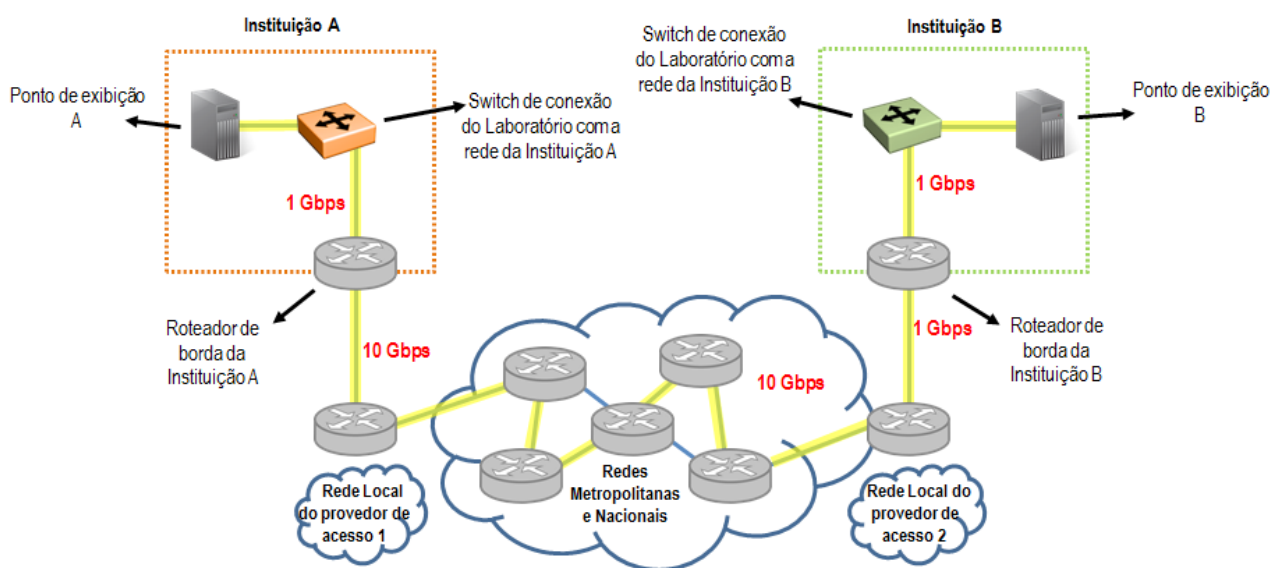 Instituição A
Ponto de exibição
A
Switch de conexão
do Laboratório com a
rede da Instituição A
1 Gbps
Roteador de
borda da
Instituição A
10 Gbps
Rede Local
do provedor de
acesso 1
Redes
Metropolitanas
e Nacionais
10 Gbps
Instituição B
Switch de conexão
do Laboratório com a
rede da Instituição B
Ponto de exibição
B
1 Gbps
1 Gbps
Roteador de
borda da
Instituição B
Rede Local do
provedor de
acesso 2